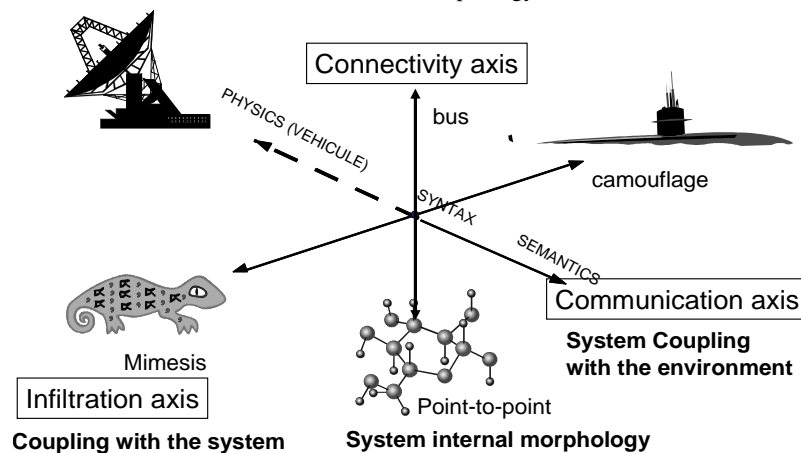 Connectivity axis
PHYSICS (VEHICULE)
bus
camouflage
SYNTAX
SEMANTICS
Communication axis
System Coupling
with the environment
Mimesis
Infiltration axis
Point-to-point
Coupling with the system
System internal morphology